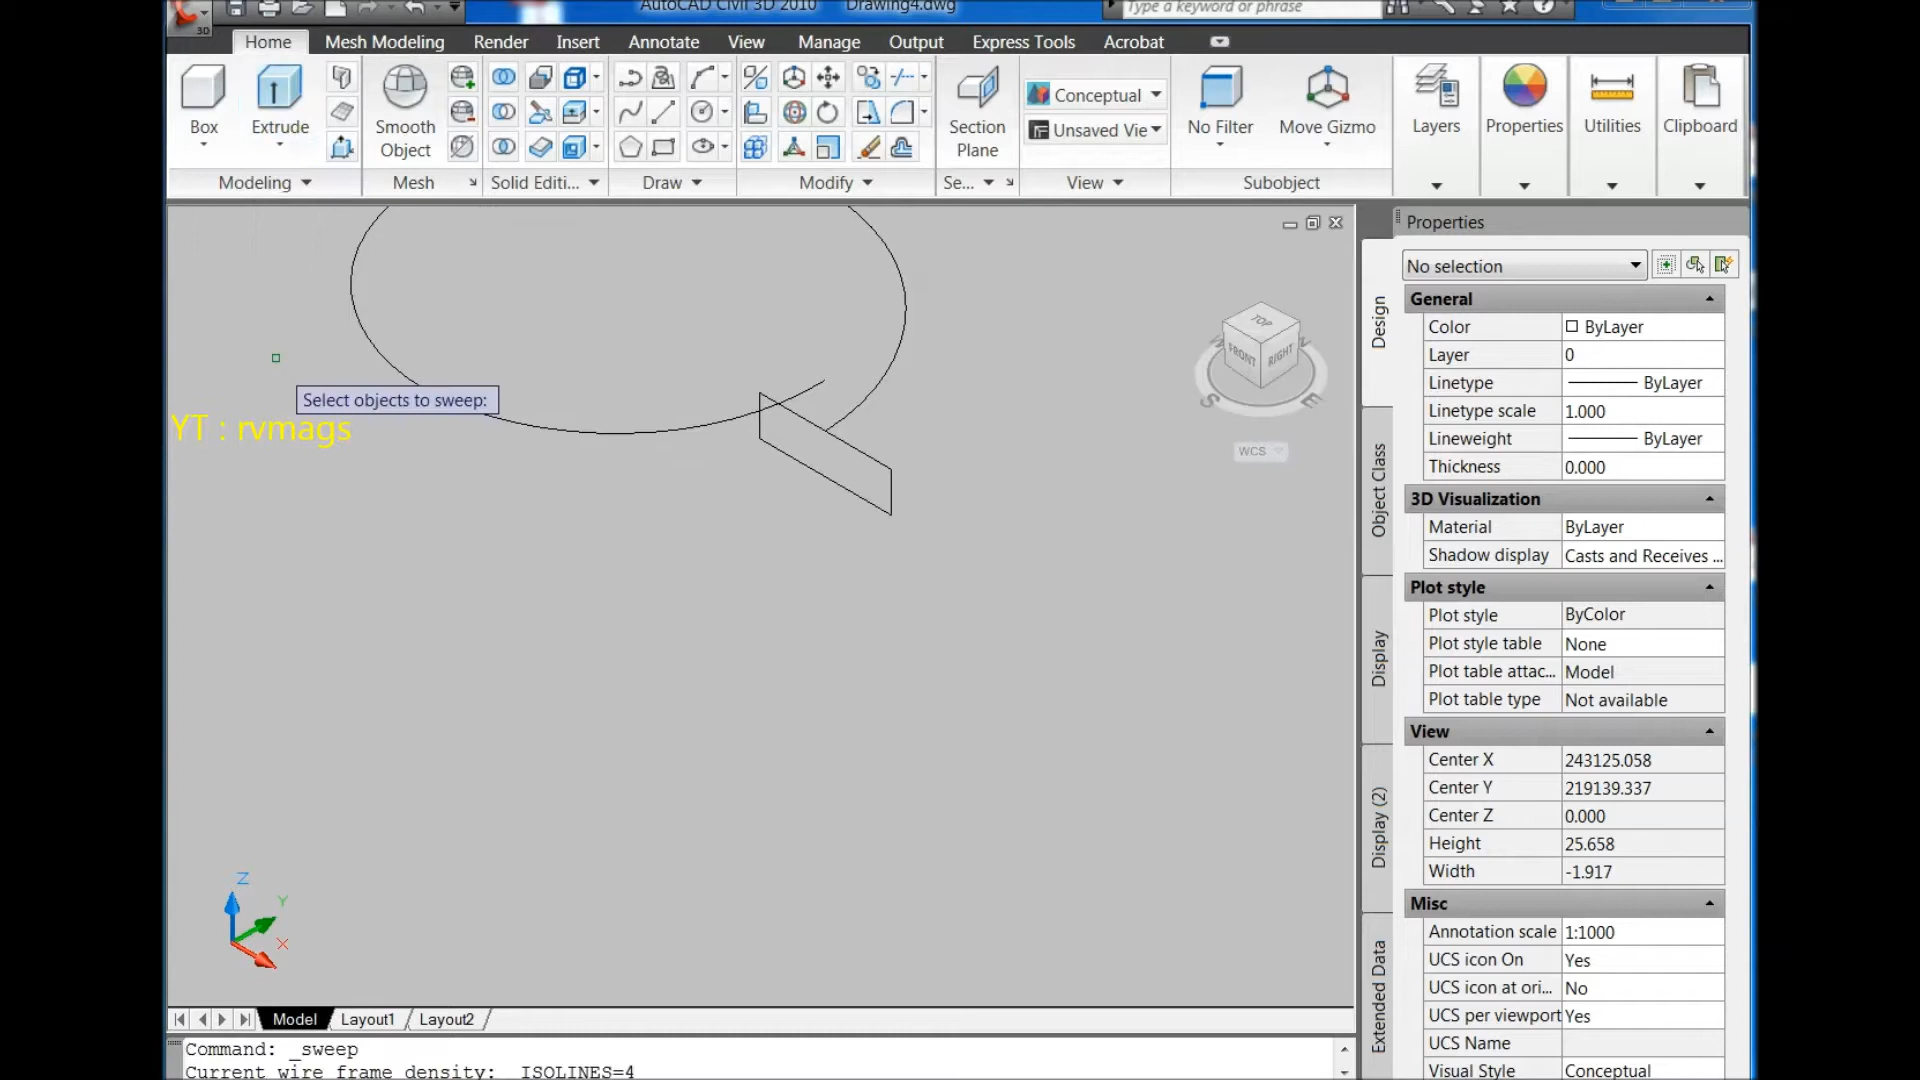 AutoCAD Civil 3D 2010 Drawing4.dwg
Type a keyword or phrase
3D
Home Mesh Modeling Render Insert Annotate View Manage Output Express Tools Acrobat
Box
Extrude
Smooth Object
Section Plane
Conceptual
Unsaved Vie
No Filter
Move Gizmo
Layers
Properties
Utilities
Clipboard
Modeling
Mesh
Solid Editi...
Draw
Modify
Se...
View
Subobject
TOP
FRONT
RIGHT
S
E
WCS
Select objects to sweep:
YT : rvmags
Z
Y
X
Model
Layout1
Layout2
Command: _sweep
Current wire frame density: ISOLINES=4
Design
Object Class
Display
Display (2)
Extended Data
Properties
No selection
General
Color ByLayer
Layer 0
Linetype ByLayer
Linetype scale 1.000
Lineweight ByLayer
Thickness 0.000
3D Visualization
Material ByLayer
Shadow display Casts and Receives ...
Plot style
Plot style ByColor
Plot style table None
Plot table attac... Model
Plot table type Not available
View
Center X 243125.058
Center Y 219139.337
Center Z 0.000
Height 25.658
Width -1.917
Misc
Annotation scale 1:1000
UCS icon On Yes
UCS icon at ori... No
UCS per viewport Yes
UCS Name
Visual Style Conceptual